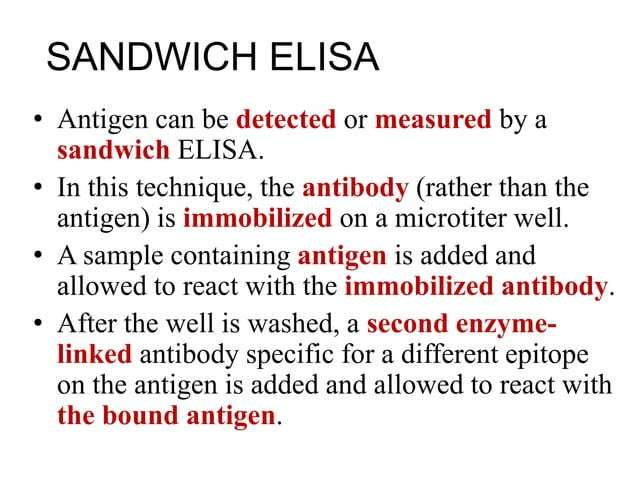 SANDWICH ELISA
• Antigen can be detected or measured by a
sandwich ELISA.
• In this technique, the antibody (rather than the
antigen) is immobilized on a microtiter well.
• A sample containing antigen is added and
allowed to react with the immobilized antibody.
• After the well is washed, a second enzyme-
linked antibody specific for a different epitope
on the antigen is added and allowed to react with
the bound antigen.